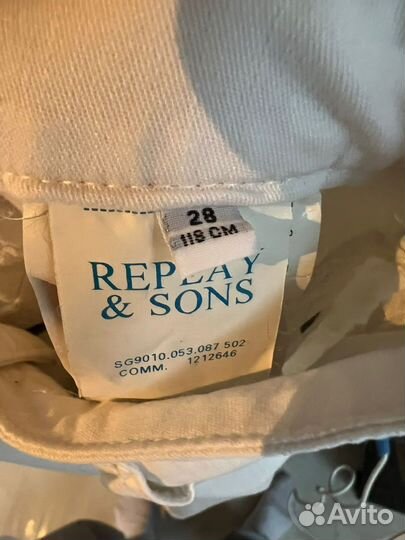 28
118 CM
REPLAY
& SONS
SG9010.053.087 502
COMM. 1212646
Avito